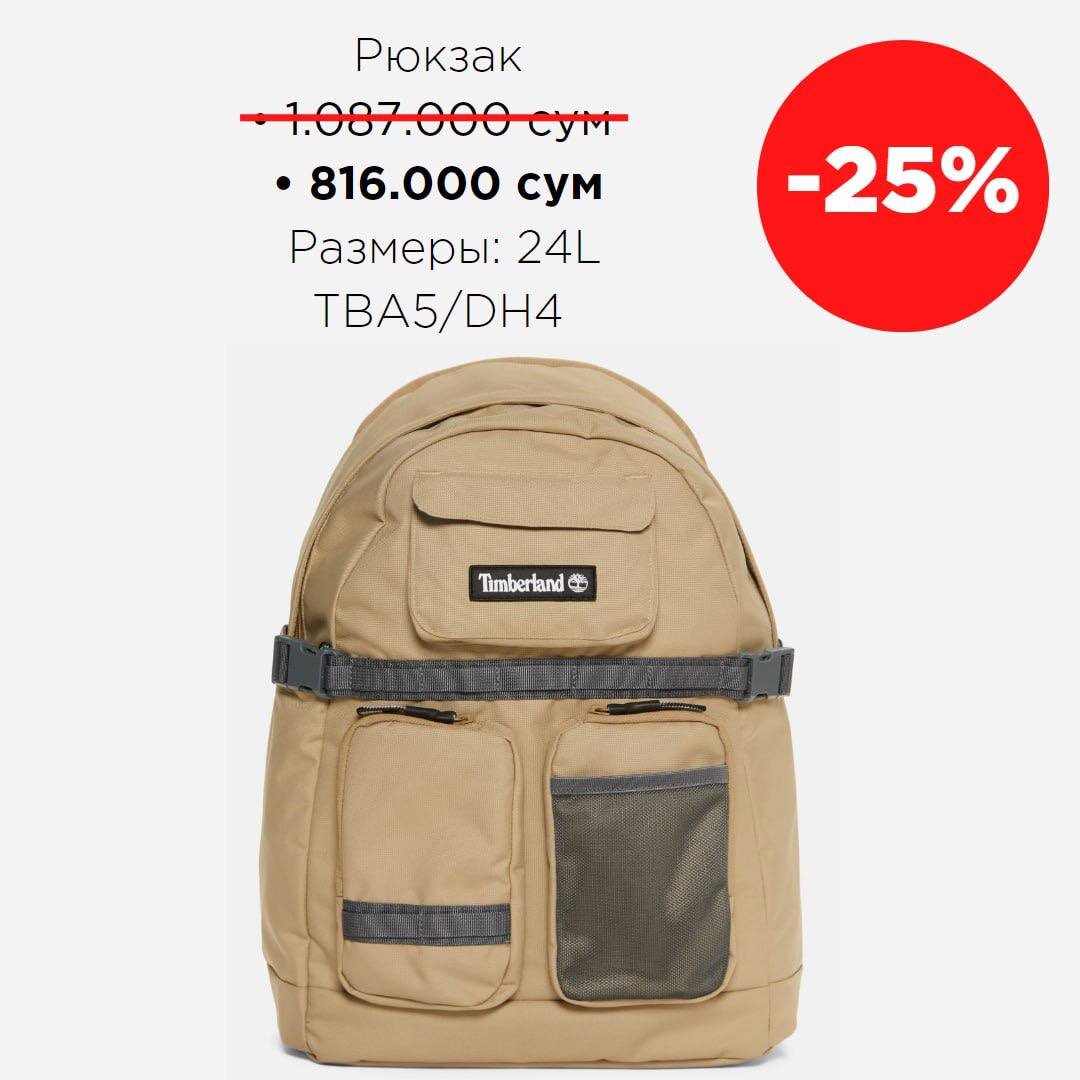 Рюкзак
• 1.087.000 сум
• 816.000 сум
Размеры: 24L
TBA5/DH4
-25%
Timberland